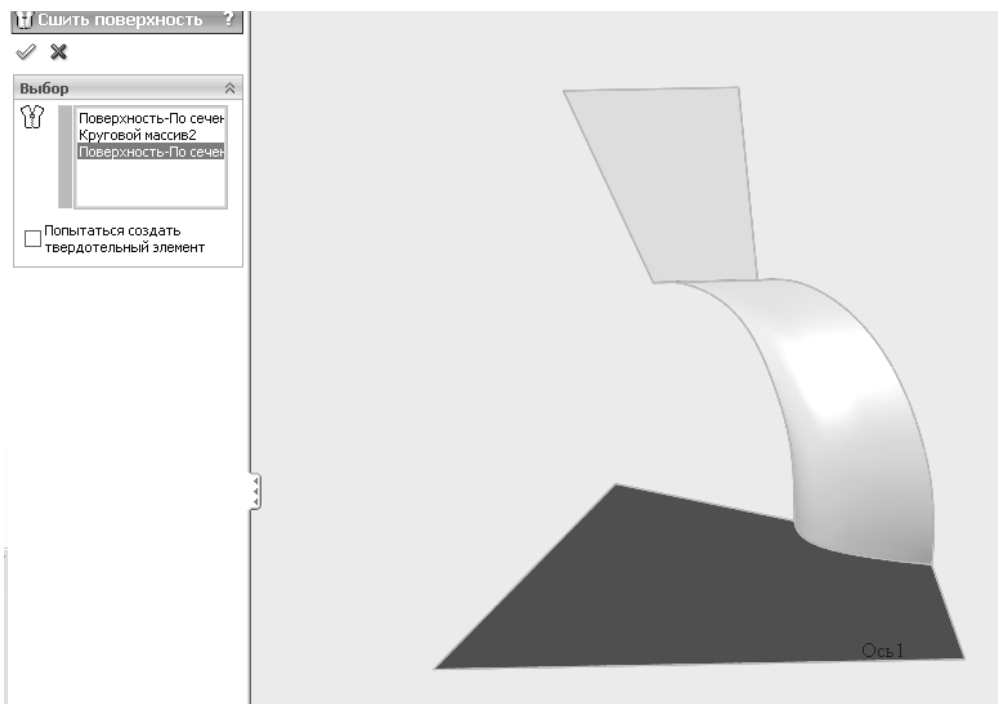 Сшить поверхность ?
Выбор
Поверхность-По сечен
Круговой массив2
Поверхность-По сечен
Попытаться создать
твердотельный элемент
Ось1